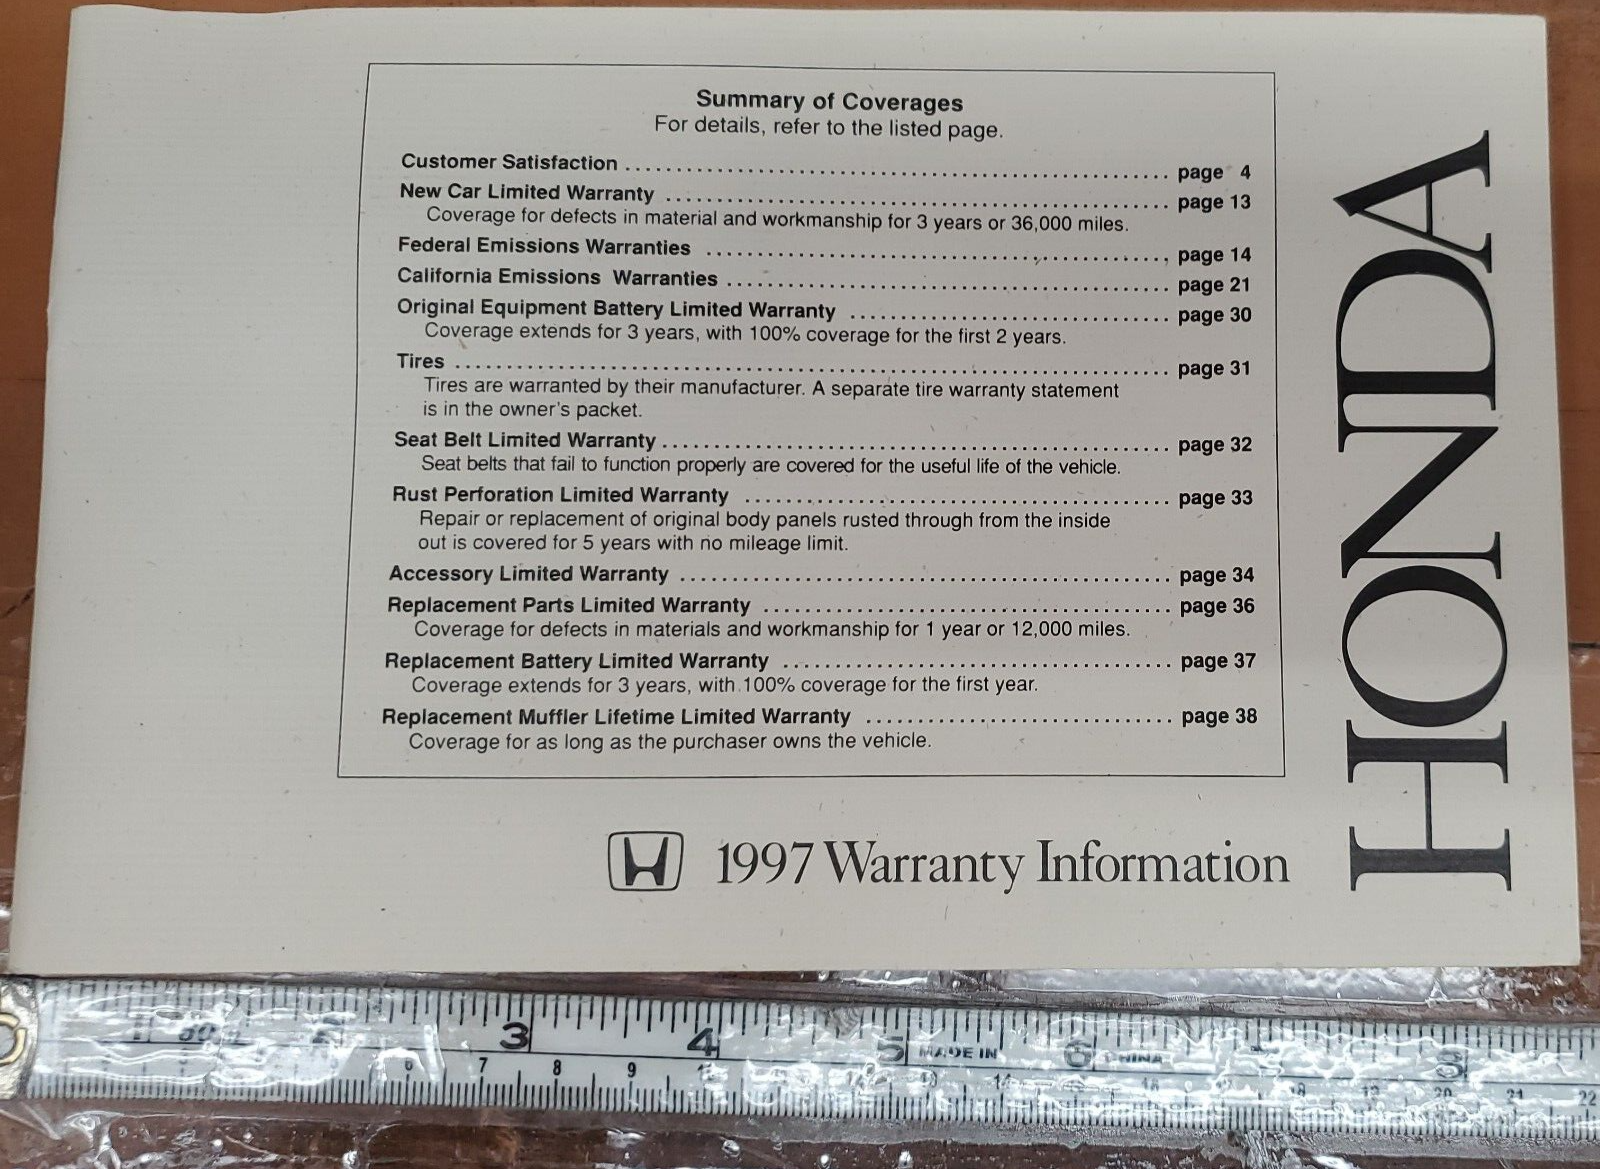 Summary of Coverages
For details, refer to the listed page.
Customer Satisfaction ........................................ page 4
New Car Limited Warranty ........................................ page 13
Coverage for defects in material and workmanship for 3 years or 36,000 miles.
Federal Emissions Warranties ........................................ page 14
California Emissions Warranties ........................................ page 21
Original Equipment Battery Limited Warranty .............................. page 30
Coverage extends for 3 years, with 100% coverage for the first 2 years.
Tires ........................................ page 31
Tires are warranted by their manufacturer. A separate tire warranty statement
is in the owner's packet.
Seat Belt Limited Warranty ........................................ page 32
Seat belts that fail to function properly are covered for the useful life of the vehicle.
Rust Perforation Limited Warranty ........................................ page 33
Repair or replacement of original body panels rusted through from the inside
out is covered for 5 years with no mileage limit.
Accessory Limited Warranty ........................................ page 34
Replacement Parts Limited Warranty ........................................ page 36
Coverage for defects in materials and workmanship for 1 year or 12,000 miles.
Replacement Battery Limited Warranty ...................................... page 37
Coverage extends for 3 years, with 100% coverage for the first year.
Replacement Muffler Lifetime Limited Warranty .............................. page 38
Coverage for as long as the purchaser owns the vehicle.
1997 Warranty Information
HONDA
2 3 4 5 MADE IN 6 CHINA 8
6 7 8 9 20 21 22